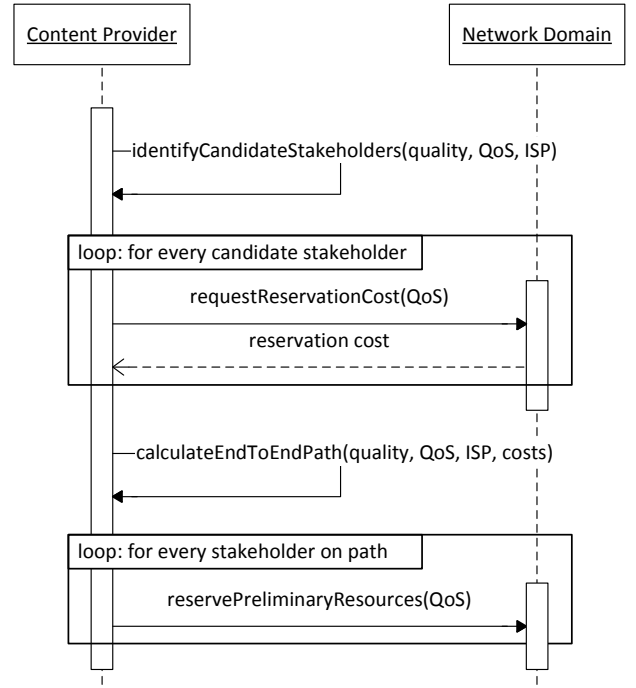 Content Provider
Network Domain
identifyCandidateStakeholders(quality, QoS, ISP)
loop: for every candidate stakeholder
requestReservationCost(QoS)
reservation cost
calculateEndToEndPath(quality, QoS, ISP, costs)
loop: for every stakeholder on path
reservePreliminaryResources(QoS)